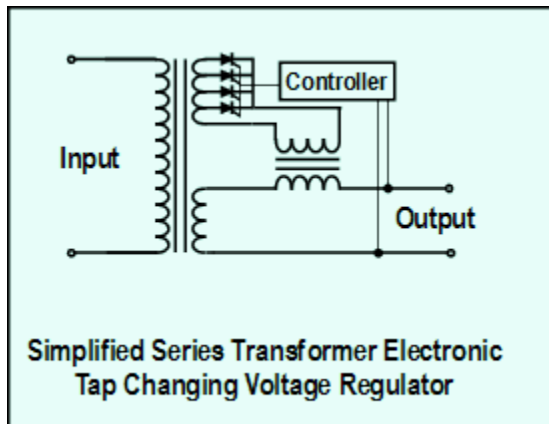 Controller
Input
Output
Simplified Series Transformer Electronic
Tap Changing Voltage Regulator